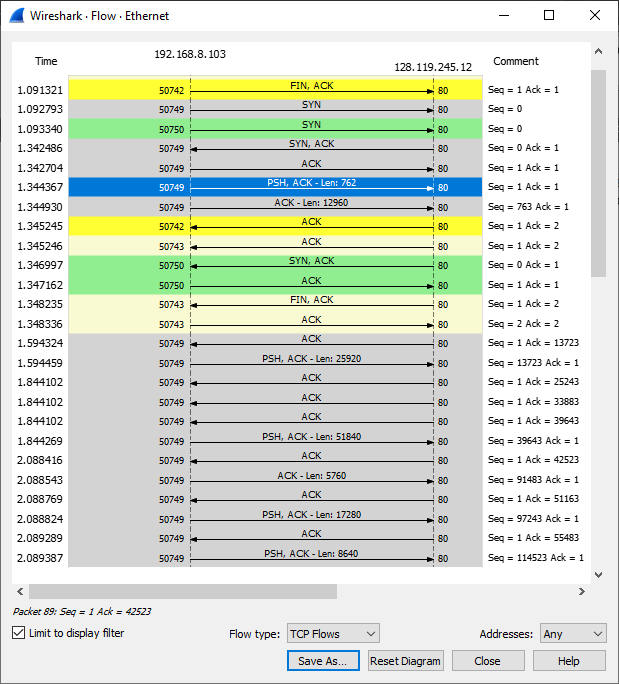 Wireshark · Flow · Ethernet
Time 192.168.8.103 128.119.245.12 Comment
1.091321 50742 FIN, ACK 80 Seq = 1 Ack = 1
1.092793 50749 SYN 80 Seq = 0
1.093340 50750 SYN 80 Seq = 0
1.342486 50749 SYN, ACK 80 Seq = 0 Ack = 1
1.342704 50749 ACK 80 Seq = 1 Ack = 1
1.344367 50749 PSH, ACK - Len: 762 80 Seq = 1 Ack = 1
1.344930 50749 ACK - Len: 12960 80 Seq = 763 Ack = 1
1.345245 50742 ACK 80 Seq = 1 Ack = 2
1.345246 50743 ACK 80 Seq = 1 Ack = 2
1.346997 50750 SYN, ACK 80 Seq = 0 Ack = 1
1.347162 50750 ACK 80 Seq = 1 Ack = 1
1.348235 50743 FIN, ACK 80 Seq = 1 Ack = 2
1.348336 50743 ACK 80 Seq = 2 Ack = 2
1.594324 50749 ACK 80 Seq = 1 Ack = 13723
1.594459 50749 PSH, ACK - Len: 25920 80 Seq = 13723 Ack = 1
1.844102 50749 ACK 80 Seq = 1 Ack = 25243
1.844102 50749 ACK 80 Seq = 1 Ack = 33883
1.844102 50749 ACK 80 Seq = 1 Ack = 39643
1.844269 50749 PSH, ACK - Len: 51840 80 Seq = 39643 Ack = 1
2.088416 50749 ACK 80 Seq = 1 Ack = 42523
2.088543 50749 ACK - Len: 5760 80 Seq = 91483 Ack = 1
2.088769 50749 ACK 80 Seq = 1 Ack = 51163
2.088824 50749 PSH, ACK - Len: 17280 80 Seq = 97243 Ack = 1
2.089289 50749 ACK 80 Seq = 1 Ack = 55483
2.089387 50749 PSH, ACK - Len: 8640 80 Seq = 114523 Ack = 1
Packet 89: Seq = 1 Ack = 42523
Limit to display filter Flow type: TCP Flows Addresses: Any
Save As... Reset Diagram Close Help